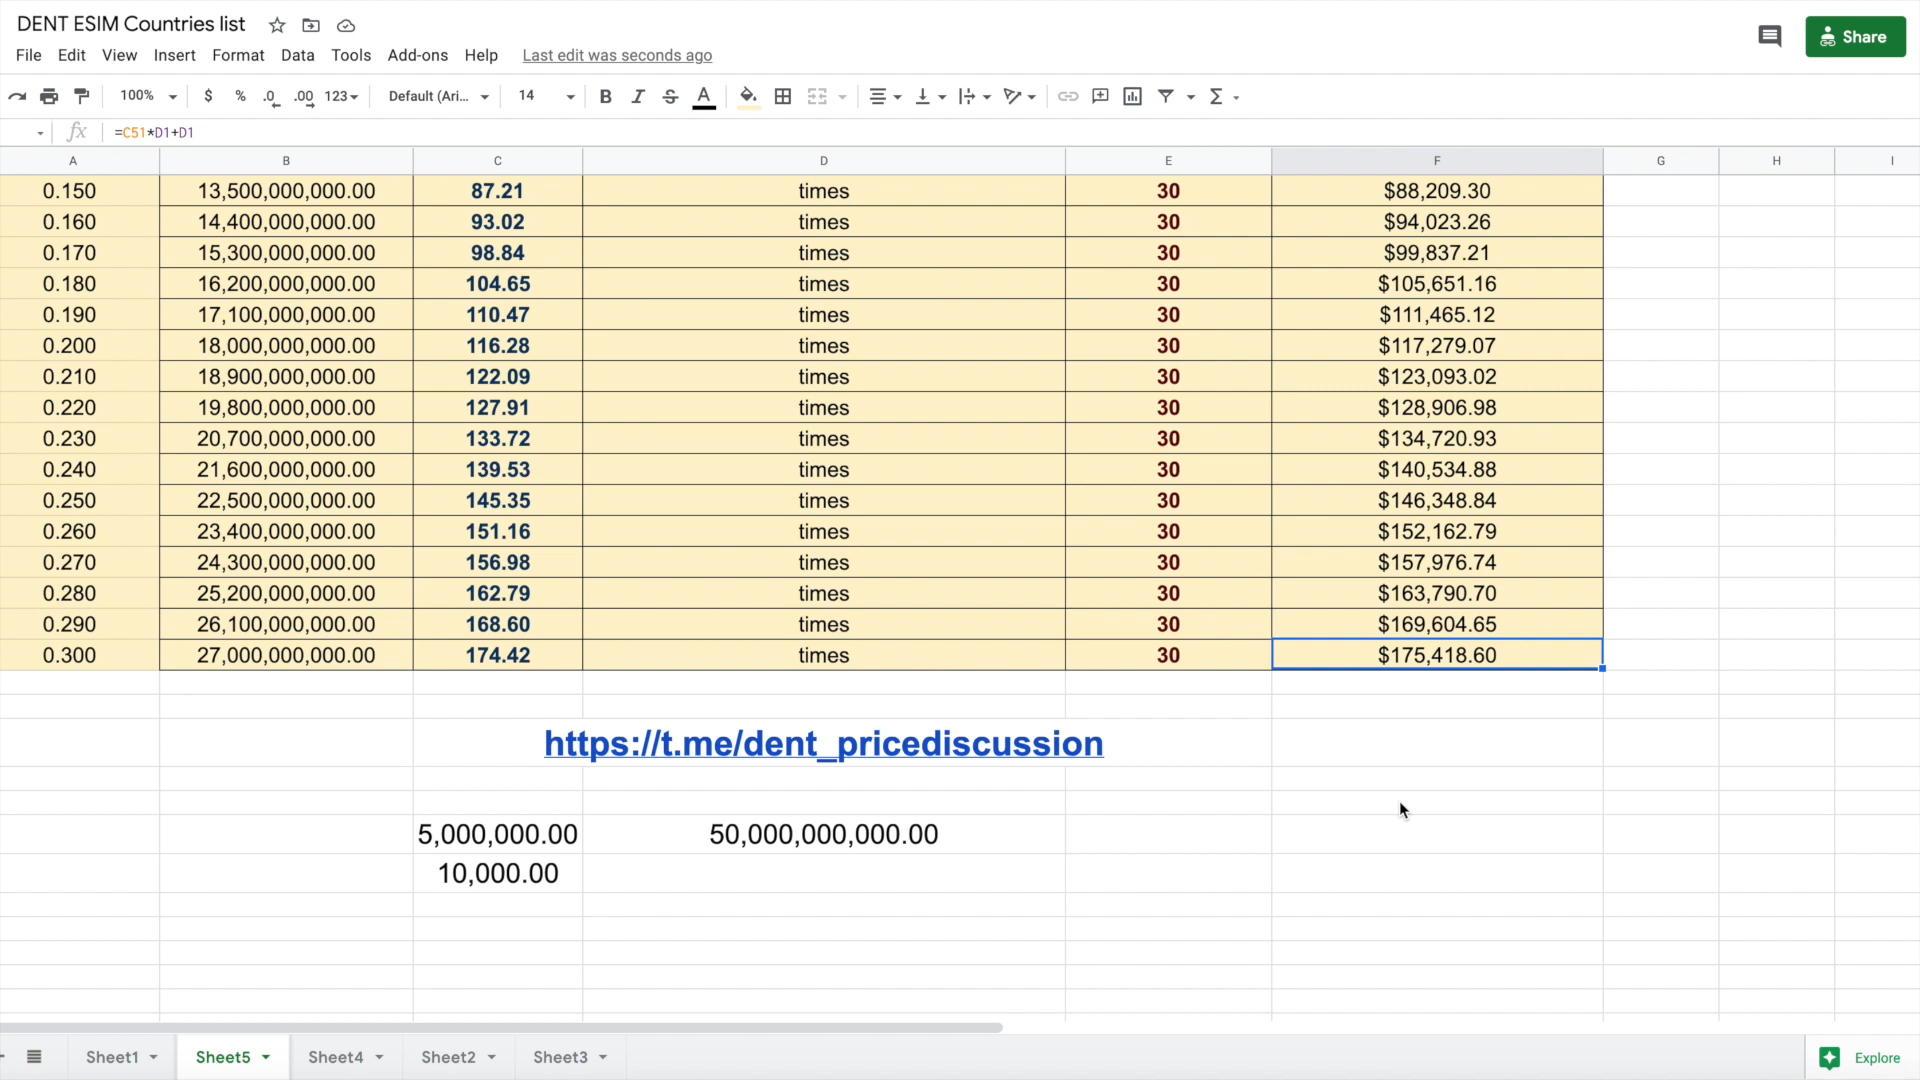 DENT ESIM Countries list
Share
File Edit View Insert Format Data Tools Add-ons Help Last edit was seconds ago
100% $ % .0 .00 123 Default (Ari... 14 B I S A Σ
fx =C51*D1+D1
A B C D E F G H I
0.150 13,500,000,000.00 87.21 times 30 $88,209.30
0.160 14,400,000,000.00 93.02 times 30 $94,023.26
0.170 15,300,000,000.00 98.84 times 30 $99,837.21
0.180 16,200,000,000.00 104.65 times 30 $105,651.16
0.190 17,100,000,000.00 110.47 times 30 $111,465.12
0.200 18,000,000,000.00 116.28 times 30 $117,279.07
0.210 18,900,000,000.00 122.09 times 30 $123,093.02
0.220 19,800,000,000.00 127.91 times 30 $128,906.98
0.230 20,700,000,000.00 133.72 times 30 $134,720.93
0.240 21,600,000,000.00 139.53 times 30 $140,534.88
0.250 22,500,000,000.00 145.35 times 30 $146,348.84
0.260 23,400,000,000.00 151.16 times 30 $152,162.79
0.270 24,300,000,000.00 156.98 times 30 $157,976.74
0.280 25,200,000,000.00 162.79 times 30 $163,790.70
0.290 26,100,000,000.00 168.60 times 30 $169,604.65
0.300 27,000,000,000.00 174.42 times 30 $175,418.60
https://t.me/dent_pricediscussion
5,000,000.00 50,000,000,000.00
10,000.00
Sheet1 Sheet5 Sheet4 Sheet2 Sheet3 Explore